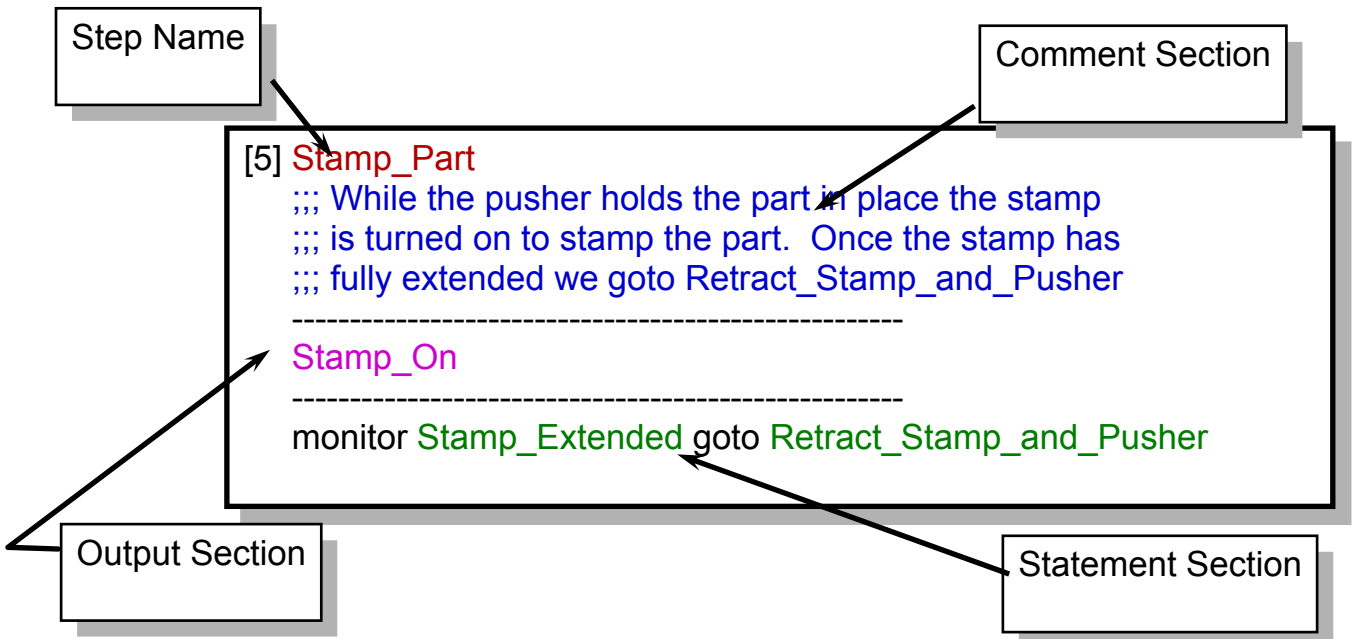 Step Name
Comment Section
[5] Stamp_Part
;;; While the pusher holds the part in place the stamp
;;; is turned on to stamp the part.  Once the stamp has
;;; fully extended we goto Retract_Stamp_and_Pusher
-----------------------------------------------------
Stamp_On
-----------------------------------------------------
monitor Stamp_Extended goto Retract_Stamp_and_Pusher
Output Section
Statement Section